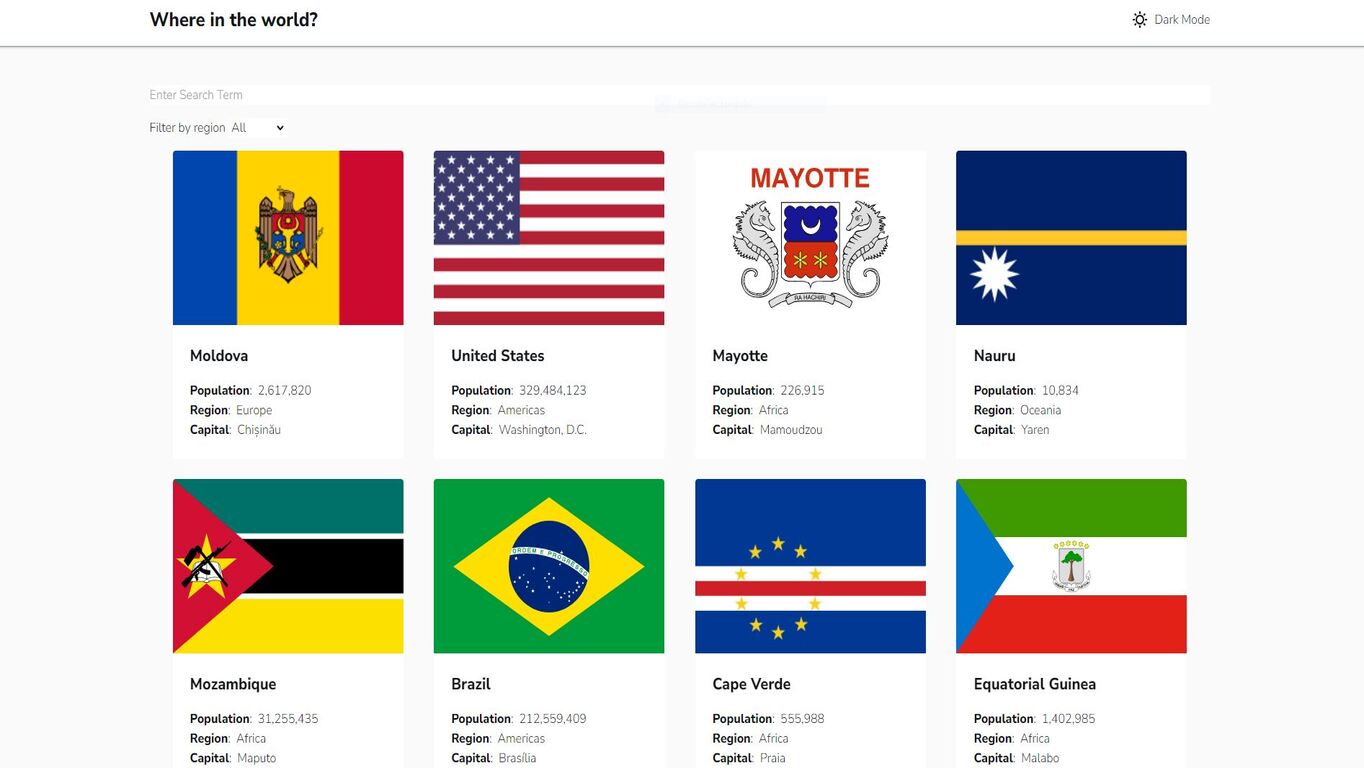 Where in the world?
Dark Mode
Enter Search Term
Filter by region All
MAYOTTE
RA HACHIRI
Moldova
Population: 2,617,820
Region: Europe
Capital: Chișinău
United States
Population: 329,484,123
Region: Americas
Capital: Washington, D.C.
Mayotte
Population: 226,915
Region: Africa
Capital: Mamoudzou
Nauru
Population: 10,834
Region: Oceania
Capital: Yaren
ORDEM E PROGRESSO
Mozambique
Population: 31,255,435
Region: Africa
Capital: Maputo
Brazil
Population: 212,559,409
Region: Americas
Capital: Brasília
Cape Verde
Population: 555,988
Region: Africa
Capital: Praia
Equatorial Guinea
Population: 1,402,985
Region: Africa
Capital: Malabo